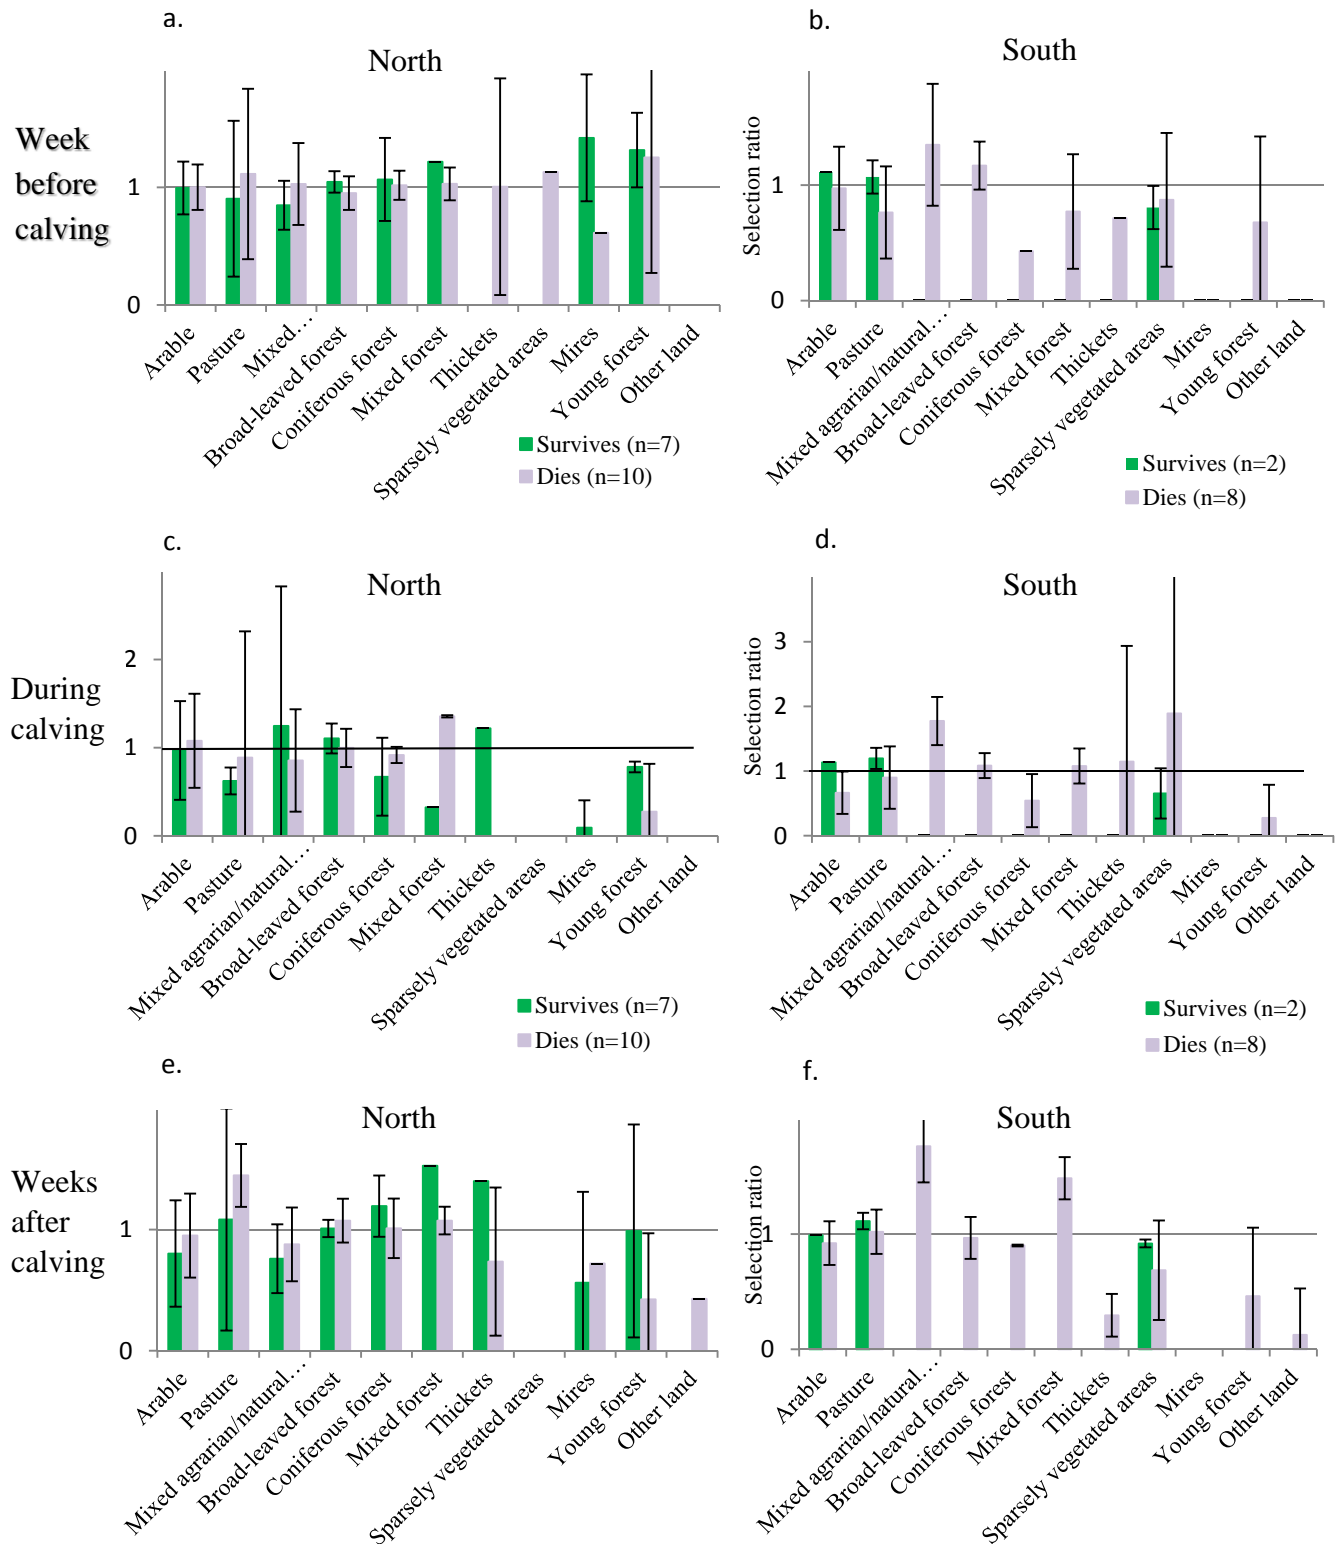 a.
North
Week
before
calving
1
0
Arable
Pasture
Mixed…
Broad-leaved forest
Coniferous forest
Mixed forest
Thickets
Sparsely vegetated areas
Mires
Young forest
Other land
Survives (n=7)
Dies (n=10)
b.
South
Selection ratio
1
0
Arable
Pasture
Mixed agrarian/natural…
Broad-leaved forest
Coniferous forest
Mixed forest
Thickets
Sparsely vegetated areas
Mires
Young forest
Other land
Survives (n=2)
Dies (n=8)
c.
North
During
calving
2
1
0
Arable
Pasture
Mixed agrarian/natural…
Broad-leaved forest
Coniferous forest
Mixed forest
Thickets
Sparsely vegetated areas
Mires
Young forest
Other land
Survives (n=7)
Dies (n=10)
d.
South
Selection ratio
3
2
1
0
Arable
Pasture
Mixed agrarian/natural…
Broad-leaved forest
Coniferous forest
Mixed forest
Thickets
Sparsely vegetated areas
Mires
Young forest
Other land
Survives (n=2)
Dies (n=8)
e.
North
Weeks
after
calving
1
0
Arable
Pasture
Mixed agrarian/natural…
Broad-leaved forest
Coniferous forest
Mixed forest
Thickets
Sparsely vegetated areas
Mires
Young forest
Other land
f.
South
Selection ratio
1
0
Arable
Pasture
Mixed agrarian/natural…
Broad-leaved forest
Coniferous forest
Mixed forest
Thickets
Sparsely vegetated areas
Mires
Young forest
Other land